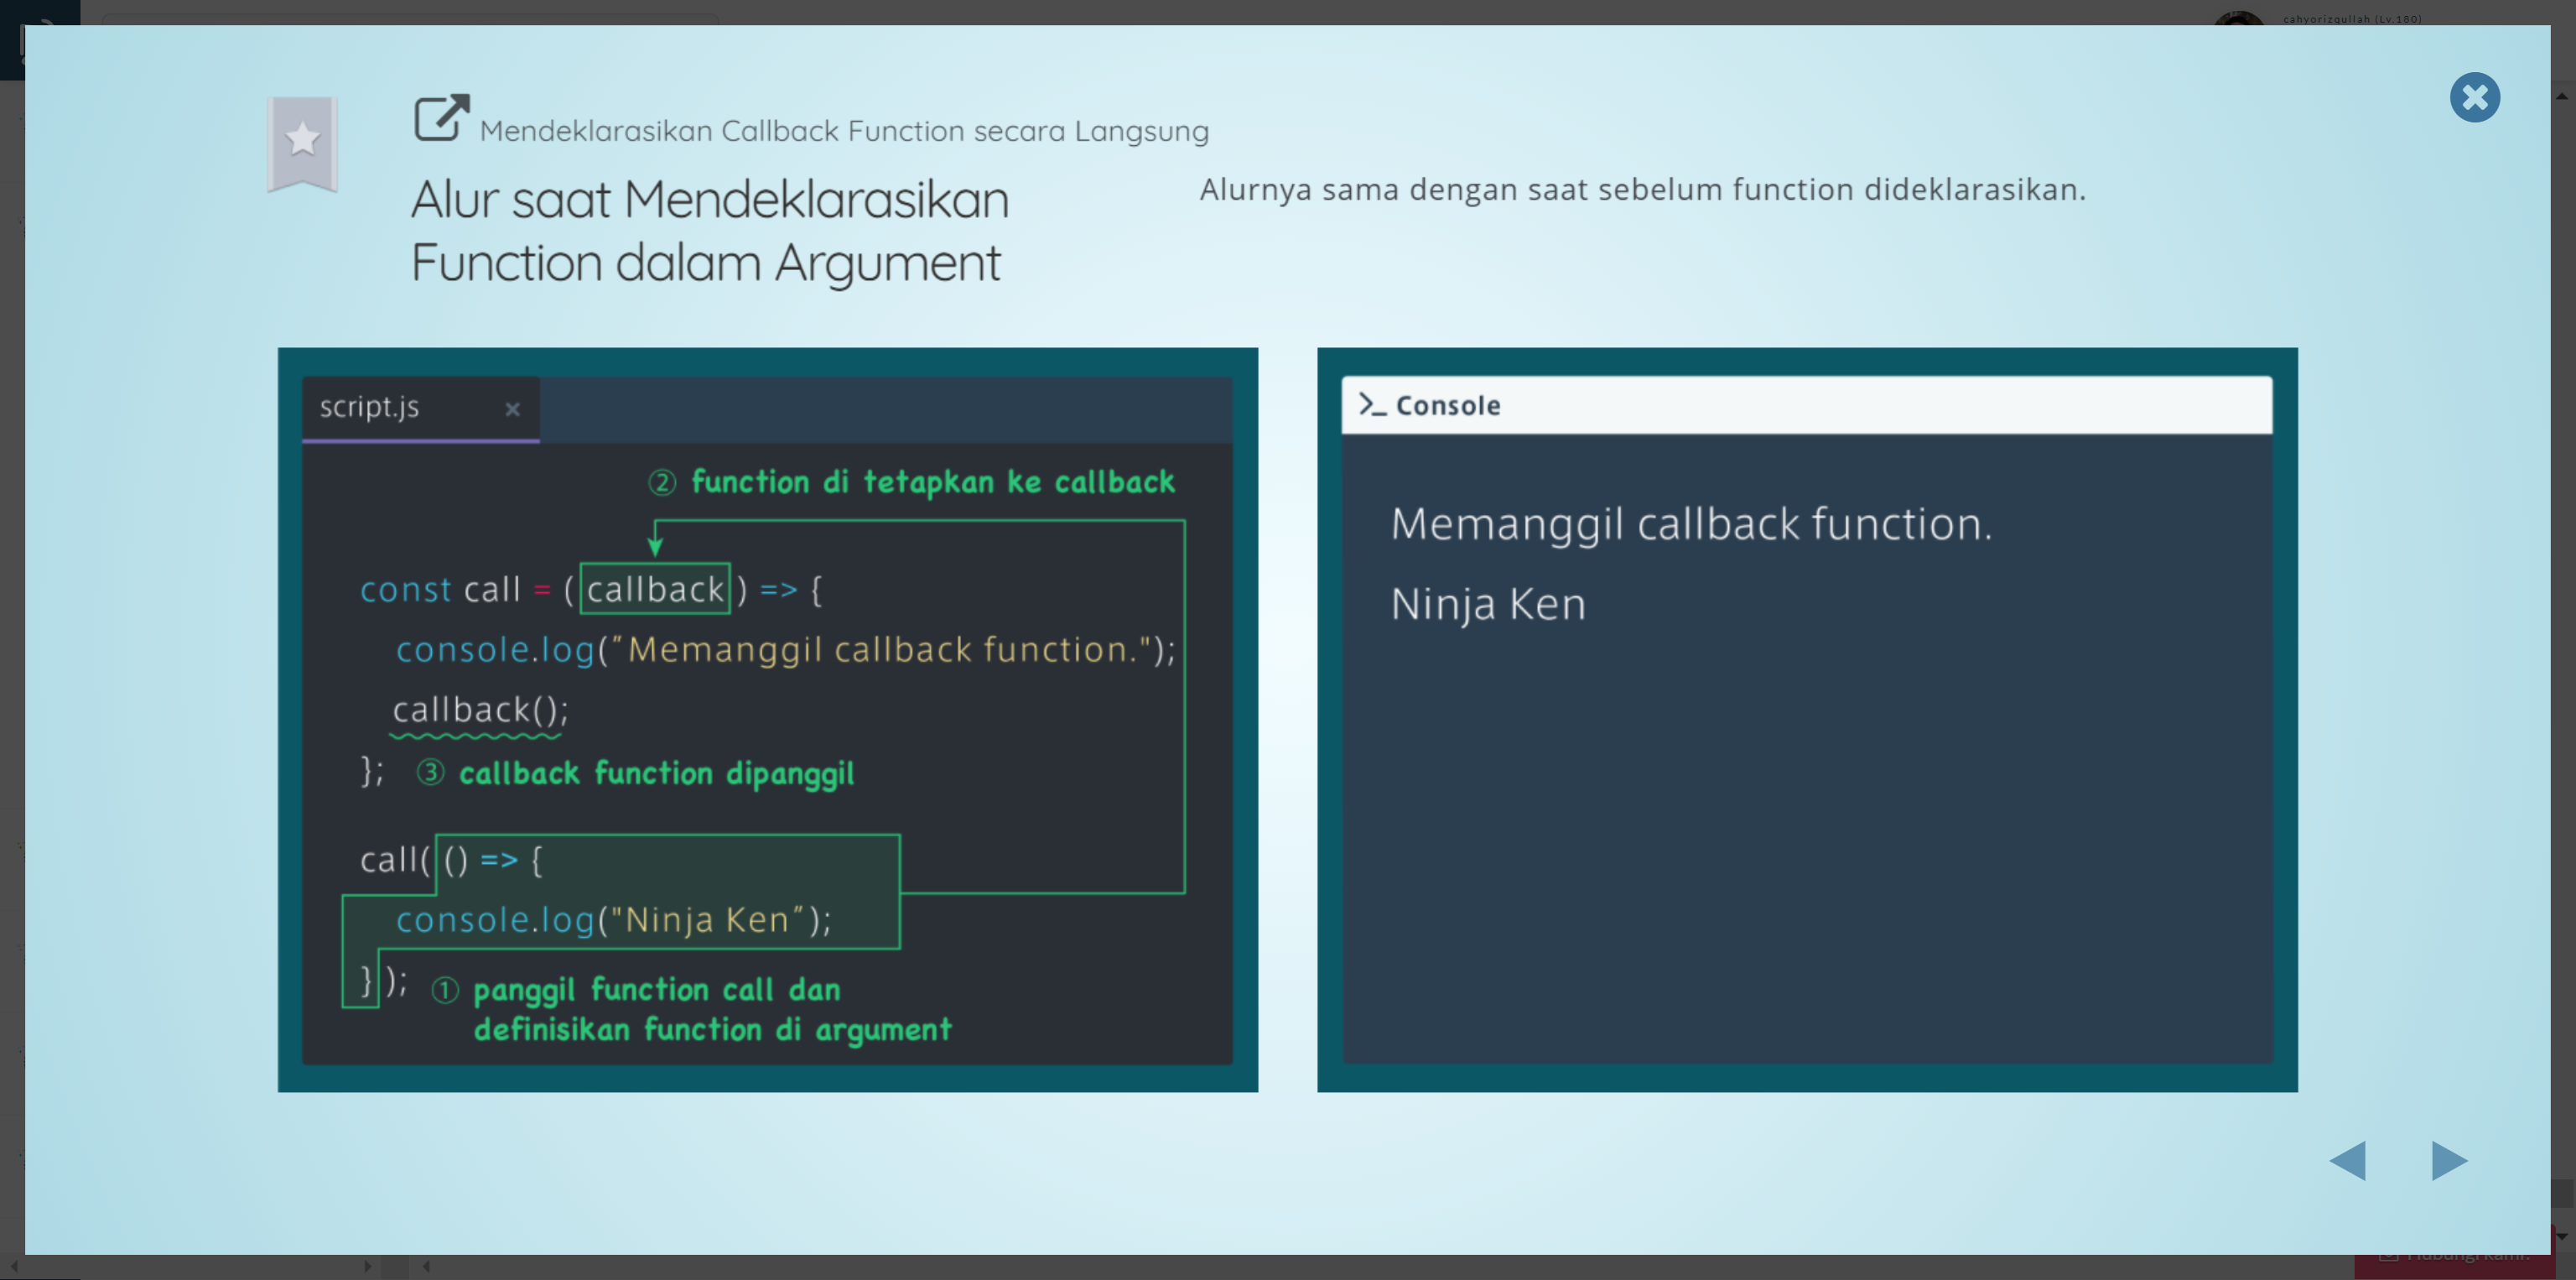 cahyorizqullah (Lv.180)
Mendeklarasikan Callback Function secara Langsung
Alur saat Mendeklarasikan
Function dalam Argument
Alurnya sama dengan saat sebelum function dideklarasikan.
script.js
② function di tetapkan ke callback
const call = (callback) => {
console.log("Memanggil callback function.");
callback();
}; ③ callback function dipanggil
call( () => {
console.log("Ninja Ken");
}); ① panggil function call dan
definisikan function di argument
>_ Console
Memanggil callback function.
Ninja Ken
Hubungi kami.